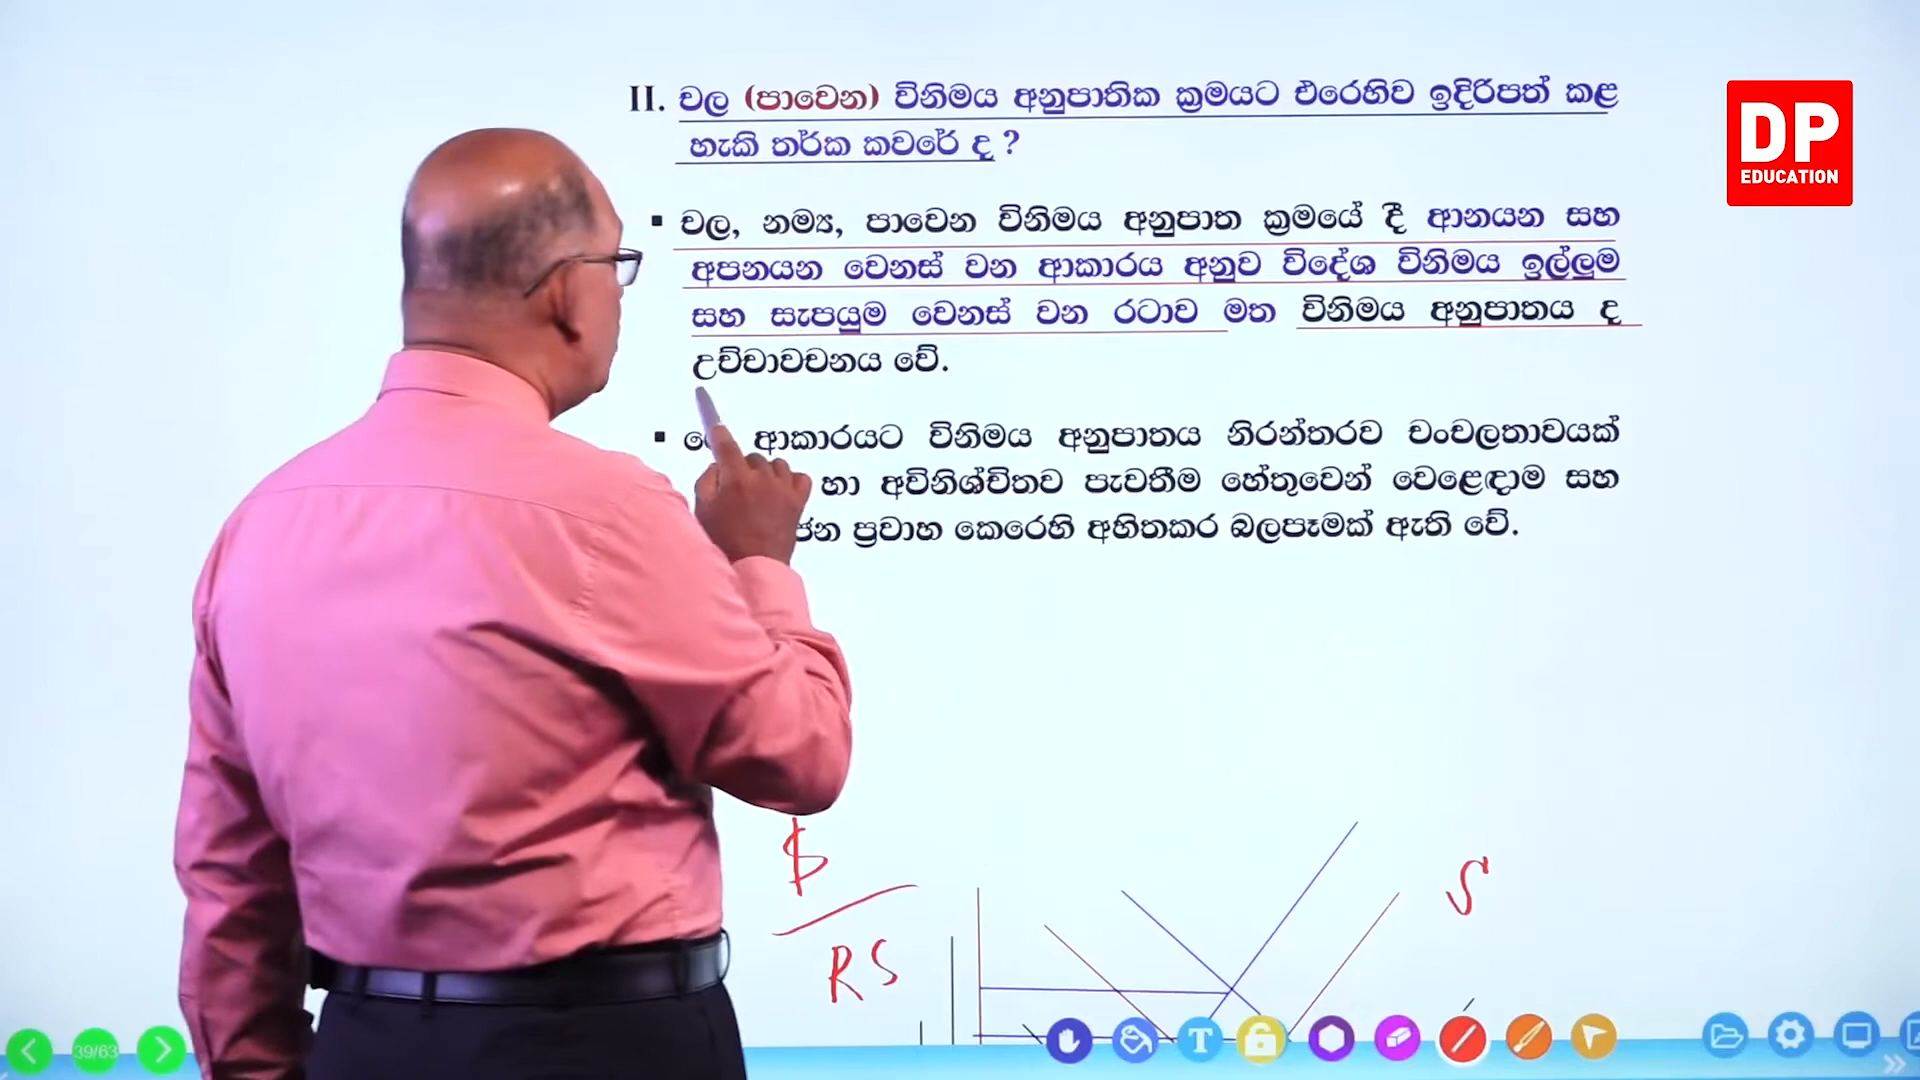 II. චල (පාවෙන) විනිමය අනුපාතික ක්‍රමයට එරෙහිව ඉදිරිපත් කළ
හැකි තර්ක කවරේ ද ?
▪ චල, නම්‍ය, පාවෙන විනිමය අනුපාත ක්‍රමයේ දී ආනයන සහ
අපනයන වෙනස් වන ආකාරය අනුව විදේශ විනිමය ඉල්ලුම
සහ සැපයුම වෙනස් වන රටාව මත විනිමය අනුපාතය ද
උච්චාවචනය වේ.
▪ ආකාරයට විනිමය අනුපාතය නිරන්තරව චංචලතාවයක්
හා අවිනිශ්චිතව පැවතීම හේතුවෙන් වෙළෙඳාම සහ
ප්‍රවාහ කෙරෙහි අහිතකර බලපෑමක් ඇති වේ.
DP
EDUCATION
$
RS
S
39/63
T